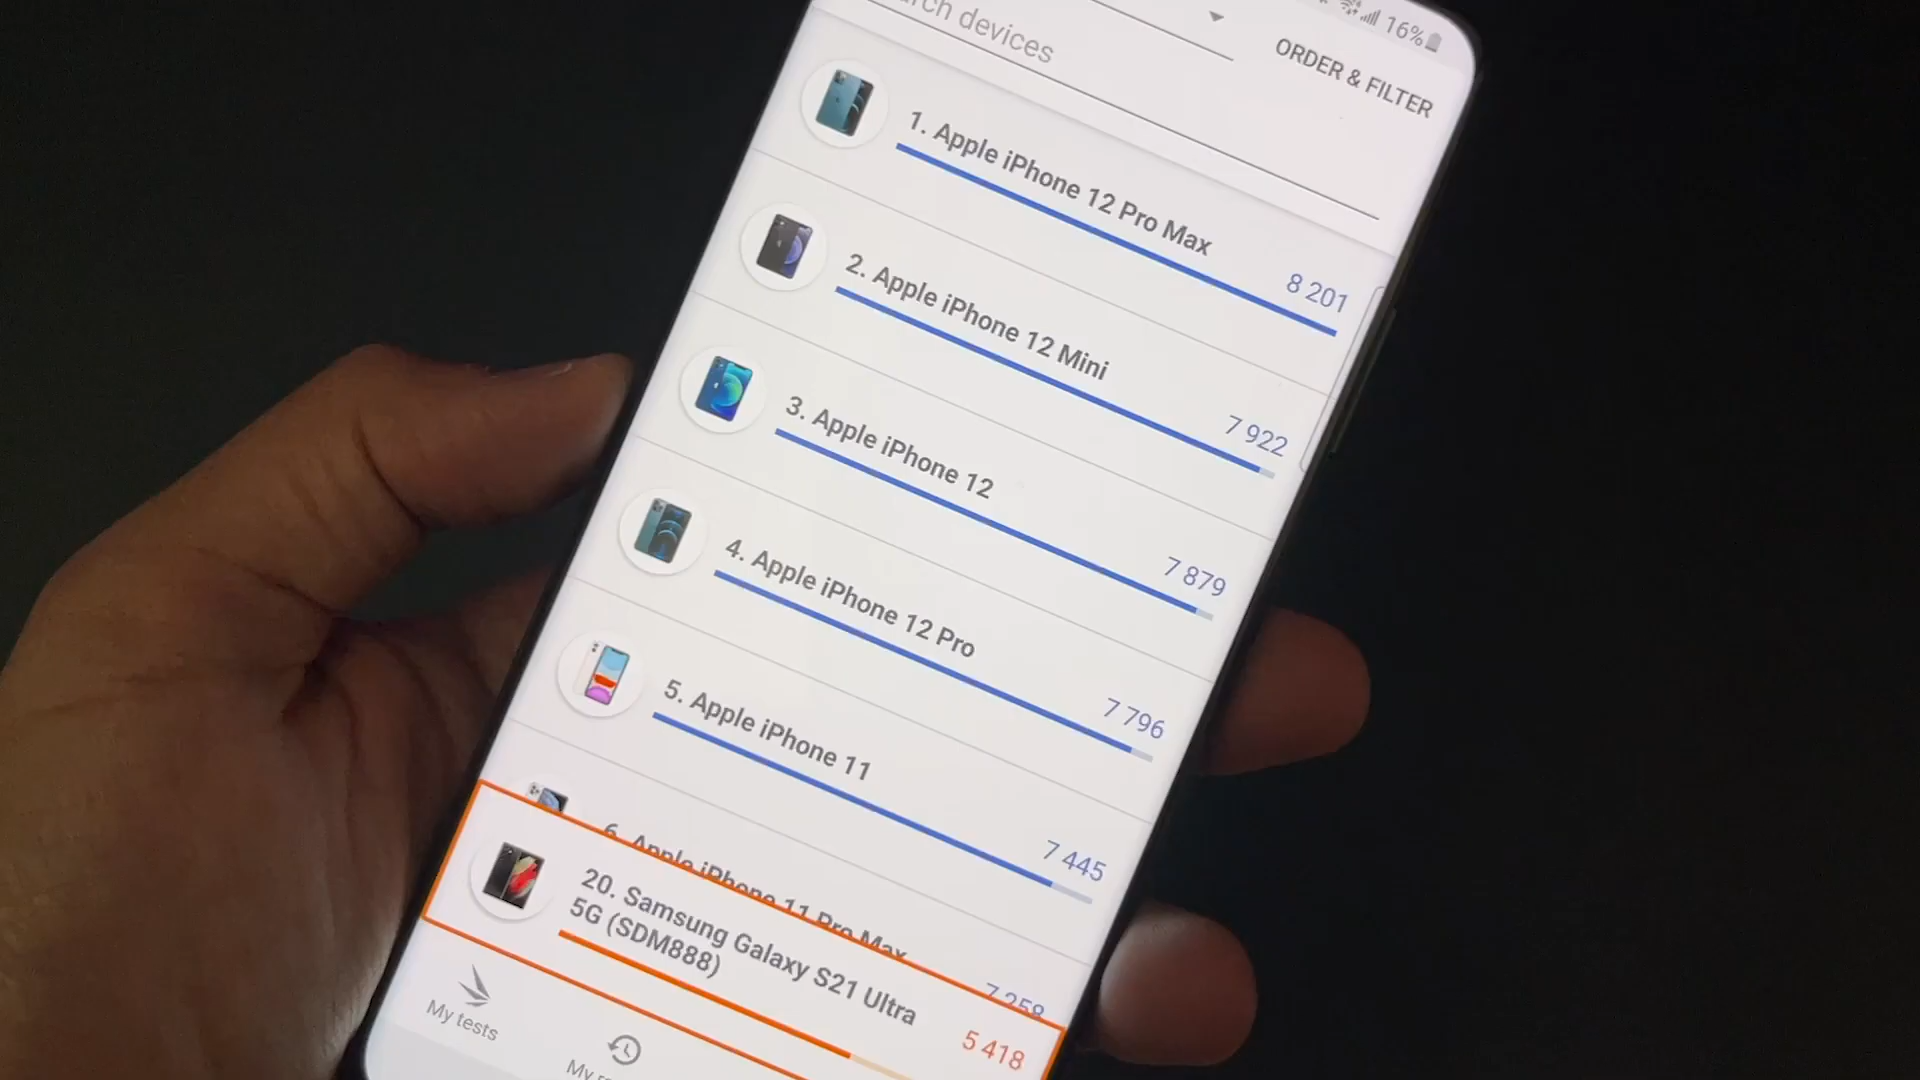 16%
ORDER & FILTER
devices
1. Apple iPhone 12 Pro Max
8 201
2. Apple iPhone 12 Mini
7 922
3. Apple iPhone 12
7 879
4. Apple iPhone 12 Pro
7 796
5. Apple iPhone 11
7 445
6. Apple iPhone 11 Pro Max
7 258
20. Samsung Galaxy S21 Ultra
5G (SDM888)
5 418
My tests
My